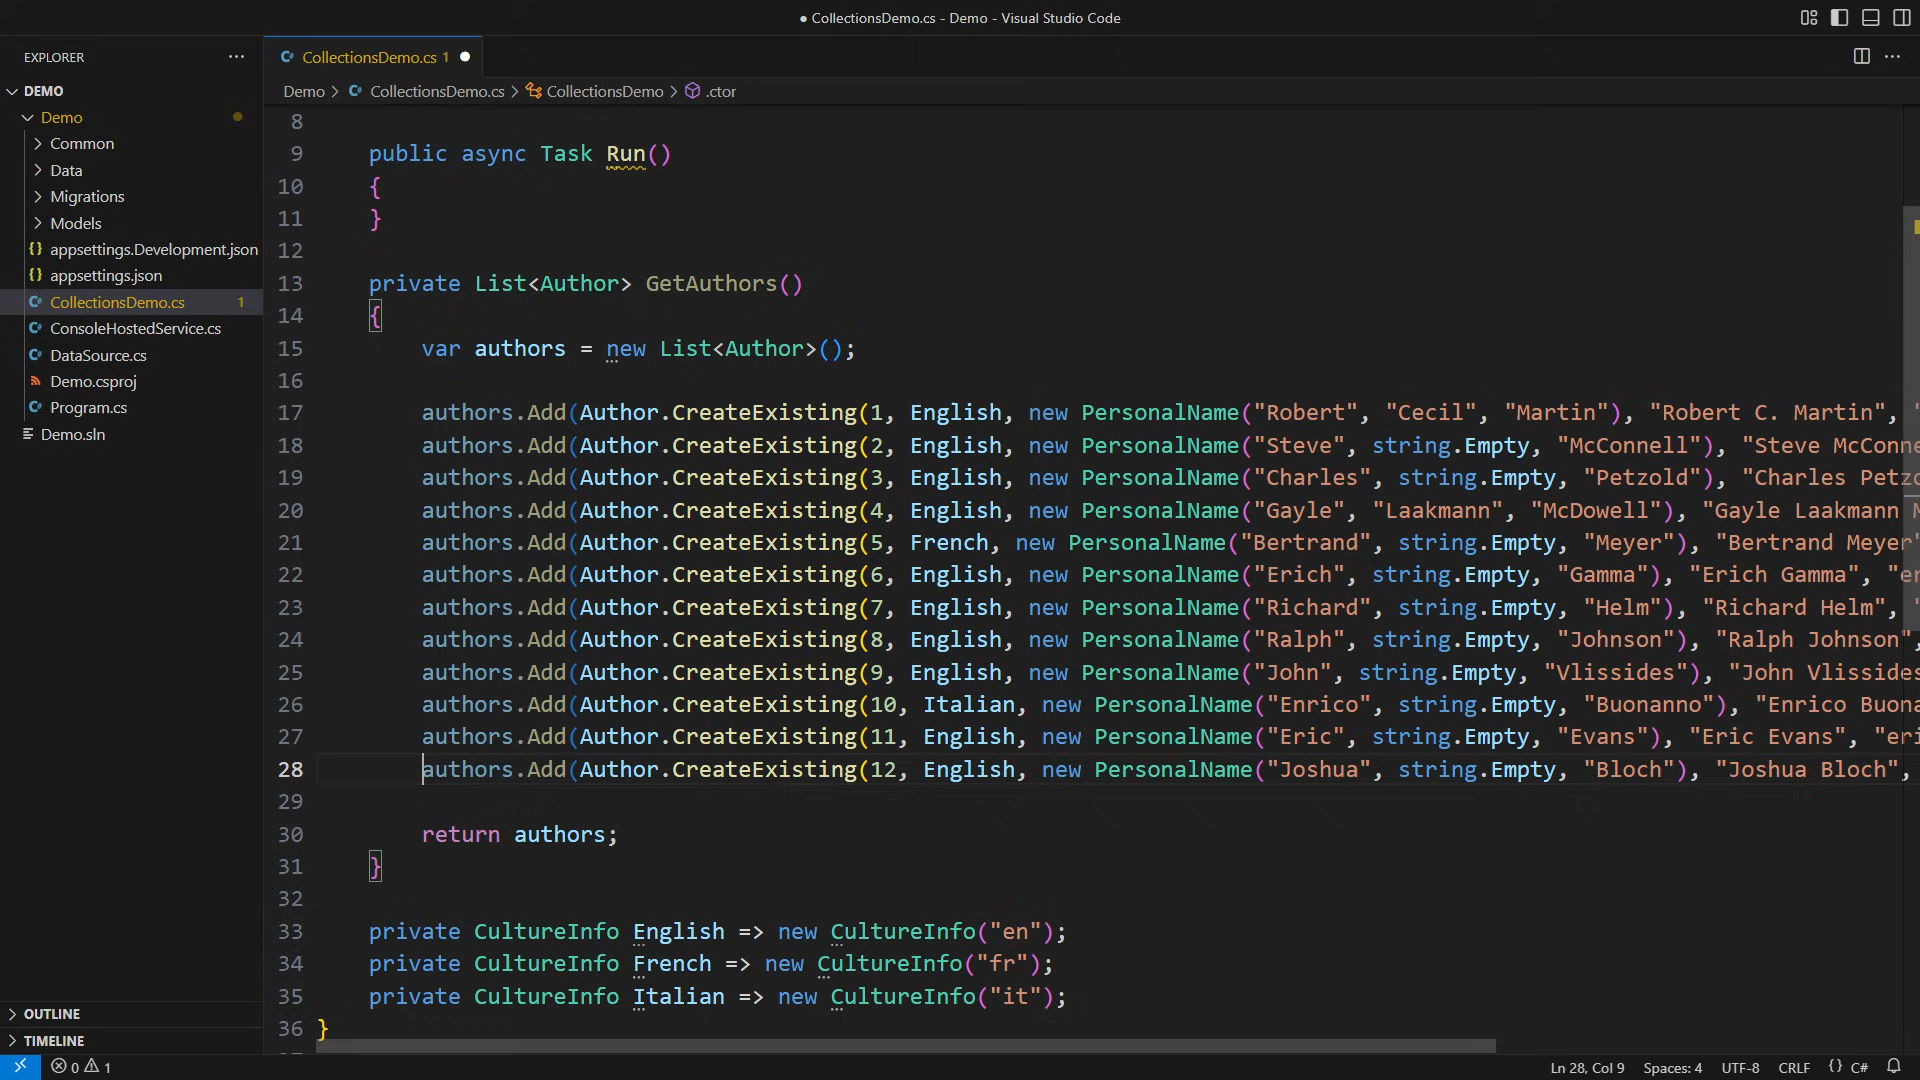 ● CollectionsDemo.cs - Demo - Visual Studio Code
EXPLORER
DEMO
Demo
Common
Data
Migrations
Models
{} appsettings.Development.json
{} appsettings.json
CollectionsDemo.cs 1
ConsoleHostedService.cs
DataSource.cs
Demo.csproj
Program.cs
Demo.sln
OUTLINE
TIMELINE
CollectionsDemo.cs 1 ●
Demo > CollectionsDemo.cs > CollectionsDemo > .ctor
8
9 public async Task Run()
10 {
11 }
12
13 private List<Author> GetAuthors()
14 {
15 var authors = new List<Author>();
16
17 authors.Add(Author.CreateExisting(1, English, new PersonalName("Robert", "Cecil", "Martin"), "Robert C. Martin", "
18 authors.Add(Author.CreateExisting(2, English, new PersonalName("Steve", string.Empty, "McConnell"), "Steve McConne
19 authors.Add(Author.CreateExisting(3, English, new PersonalName("Charles", string.Empty, "Petzold"), "Charles Petzo
20 authors.Add(Author.CreateExisting(4, English, new PersonalName("Gayle", "Laakmann", "McDowell"), "Gayle Laakmann M
21 authors.Add(Author.CreateExisting(5, French, new PersonalName("Bertrand", string.Empty, "Meyer"), "Bertrand Meyer"
22 authors.Add(Author.CreateExisting(6, English, new PersonalName("Erich", string.Empty, "Gamma"), "Erich Gamma", "er
23 authors.Add(Author.CreateExisting(7, English, new PersonalName("Richard", string.Empty, "Helm"), "Richard Helm", "
24 authors.Add(Author.CreateExisting(8, English, new PersonalName("Ralph", string.Empty, "Johnson"), "Ralph Johnson",
25 authors.Add(Author.CreateExisting(9, English, new PersonalName("John", string.Empty, "Vlissides"), "John Vlissides
26 authors.Add(Author.CreateExisting(10, Italian, new PersonalName("Enrico", string.Empty, "Buonanno"), "Enrico Buona
27 authors.Add(Author.CreateExisting(11, English, new PersonalName("Eric", string.Empty, "Evans"), "Eric Evans", "eri
28 authors.Add(Author.CreateExisting(12, English, new PersonalName("Joshua", string.Empty, "Bloch"), "Joshua Bloch",
29
30 return authors;
31 }
32
33 private CultureInfo English => new CultureInfo("en");
34 private CultureInfo French => new CultureInfo("fr");
35 private CultureInfo Italian => new CultureInfo("it");
36 }
0 1
Ln 28, Col 9 Spaces: 4 UTF-8 CRLF {} C#